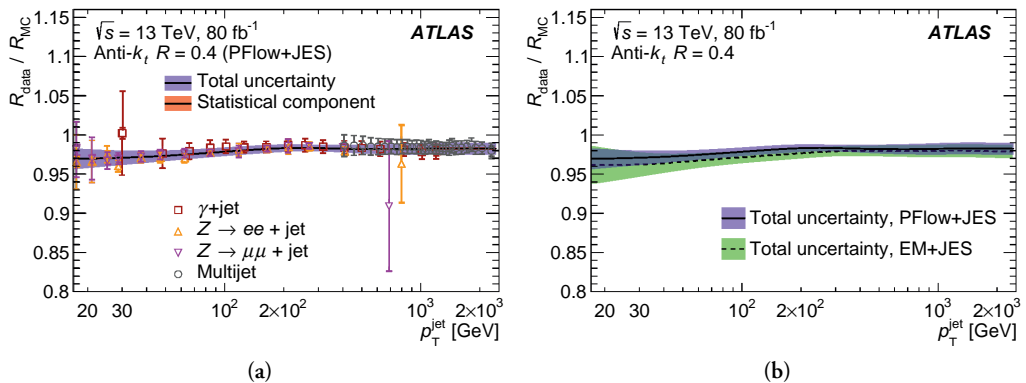 R_data / R_MC
1.15
1.1
1.05
1
0.95
0.9
0.85
0.8
√s = 13 TeV, 80 fb⁻¹
ATLAS
Anti-k_t R = 0.4 (PFlow+JES)
Total uncertainty
Statistical component
γ+jet
Z → ee + jet
Z → μμ + jet
Multijet
20 30 10² 2×10² 10³ 2×10³
p_T^jet [GeV]
(a)
R_data / R_MC
1.15
1.1
1.05
1
0.95
0.9
0.85
0.8
√s = 13 TeV, 80 fb⁻¹
ATLAS
Anti-k_t R = 0.4
Total uncertainty, PFlow+JES
Total uncertainty, EM+JES
20 30 10² 2×10² 10³ 2×10³
p_T^jet [GeV]
(b)